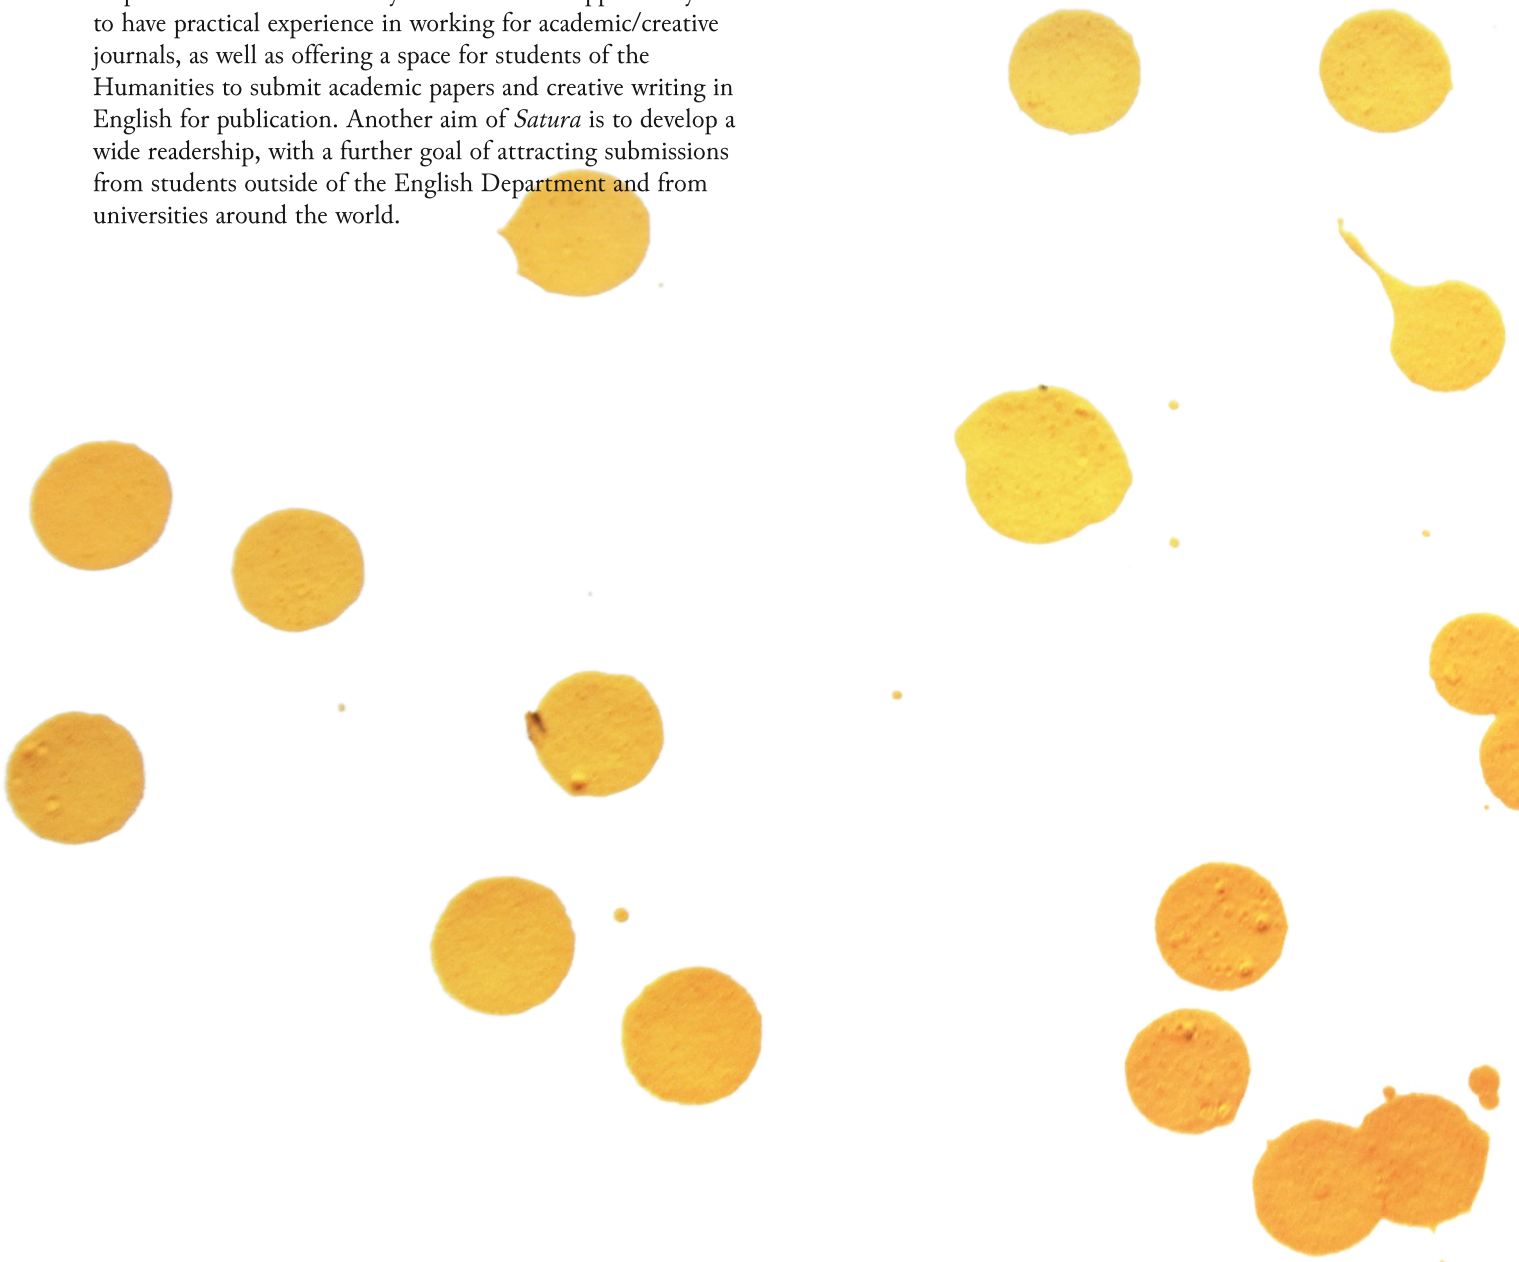 to have practical experience in working for academic/creative
journals, as well as offering a space for students of the
Humanities to submit academic papers and creative writing in
English for publication. Another aim of Satura is to develop a
wide readership, with a further goal of attracting submissions
from students outside of the English Department and from
universities around the world.